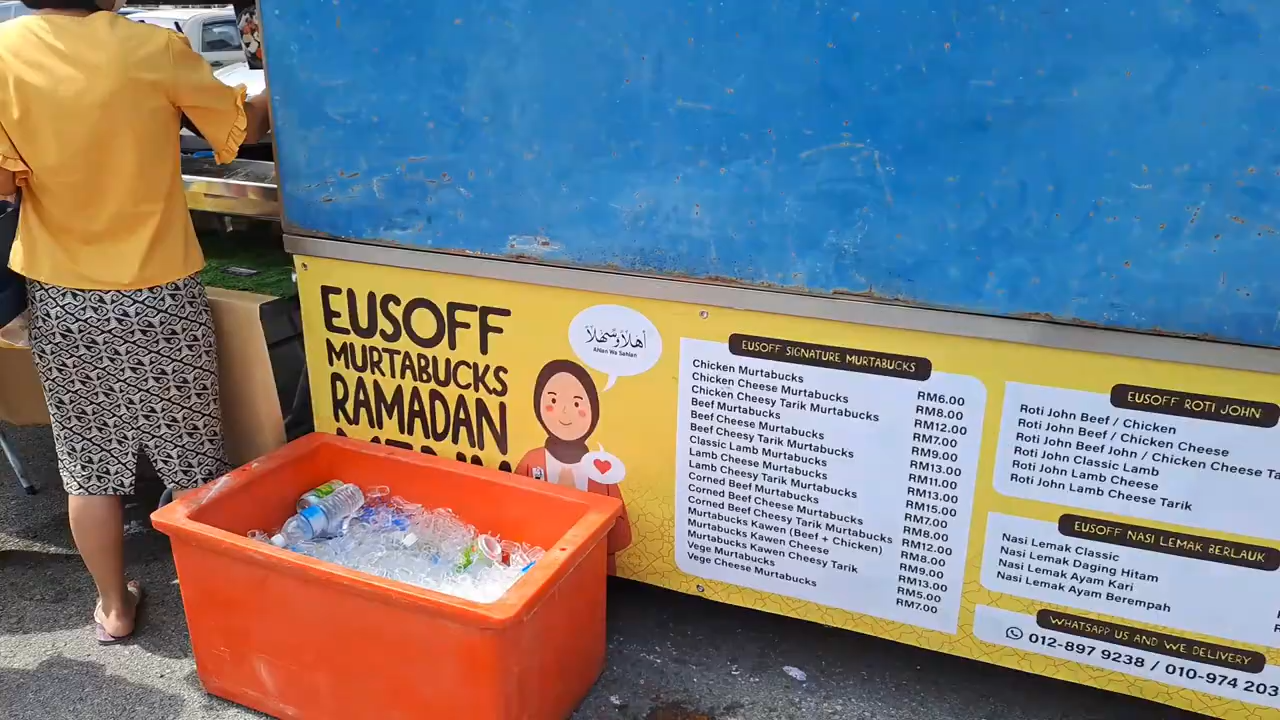 EUSOFF
MURTABUCKS
RAMADAN
أهلاً وسهلاً
Ahlan Wa Sahlan
EUSOFF SIGNATURE MURTABUCKS
Chicken Murtabucks
Chicken Cheese Murtabucks
Chicken Cheesy Tarik Murtabucks
Beef Murtabucks
Beef Cheese Murtabucks
Beef Cheesy Tarik Murtabucks
Classic Lamb Murtabucks
Lamb Cheese Murtabucks
Lamb Cheesy Tarik Murtabucks
Corned Beef Murtabucks
Corned Beef Cheese Murtabucks
Corned Beef Cheesy Tarik Murtabucks
Murtabucks Kawen (Beef + Chicken)
Murtabucks Kawen Cheese
Murtabucks Kawen Cheesy Tarik
Vege Murtabucks
Vege Cheese Murtabucks
RM6.00
RM8.00
RM12.00
RM7.00
RM9.00
RM13.00
RM11.00
RM13.00
RM15.00
RM7.00
RM8.00
RM12.00
RM8.00
RM9.00
RM13.00
RM5.00
RM7.00
EUSOFF ROTI JOHN
Roti John Beef / Chicken
Roti John Beef / Chicken Cheese
Roti John Beef / Chicken Cheese Ta
Roti John Classic Lamb
Roti John Lamb Cheese
Roti John Lamb Cheese Tarik
EUSOFF NASI LEMAK BERLAUK
Nasi Lemak Classic
Nasi Lemak Daging Hitam
Nasi Lemak Ayam Kari
Nasi Lemak Ayam Berempah
WHATSAPP US AND WE DELIVERY
012-897 9238 / 010-974 203